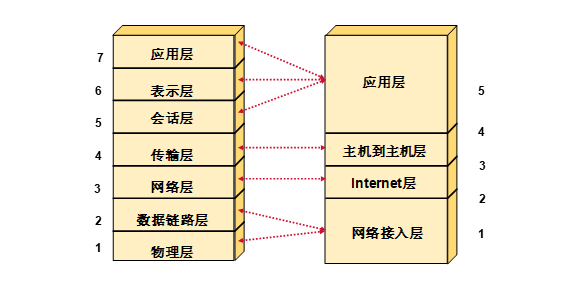 7 应用层
6 表示层
5 会话层
4 传输层
3 网络层
2 数据链路层
1 物理层
应用层 5
4
主机到主机层
3
Internet层
2
网络接入层 1